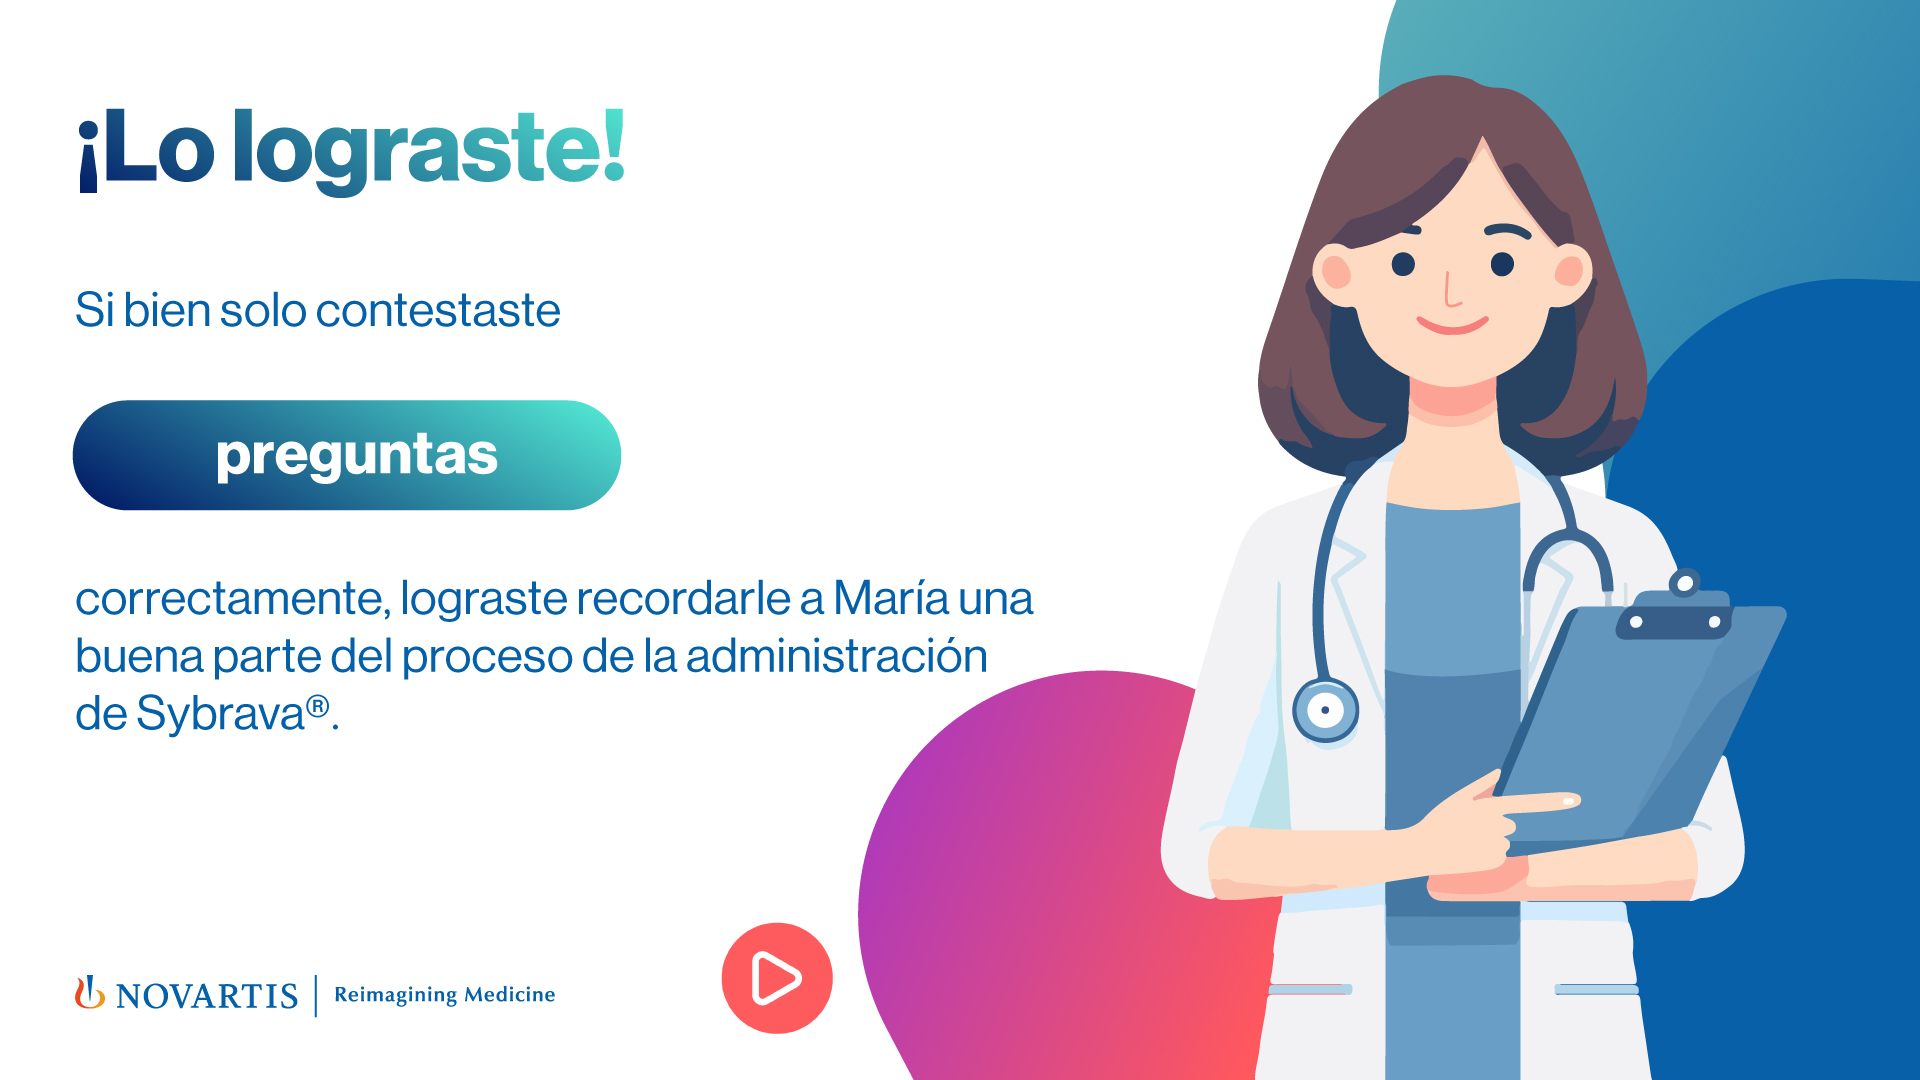 ¡Lo lograste!
Si bien solo contestaste
preguntas
correctamente, lograste recordarle a María una
buena parte del proceso de la administración
de Sybrava®.
NOVARTIS | Reimagining Medicine